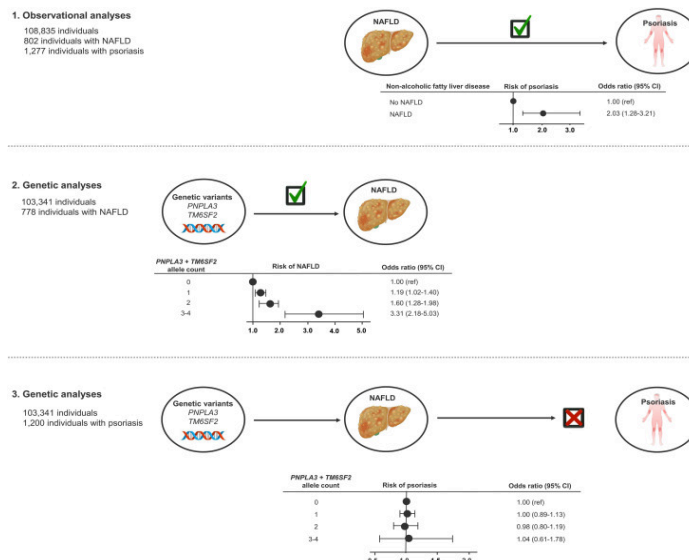 1. Observational analyses
108,835 individuals
802 individuals with NAFLD
1,277 individuals with psoriasis
NAFLD
Psoriasis
Non-alcoholic fatty liver disease Risk of psoriasis Odds ratio (95% CI)
No NAFLD 1.00 (ref)
NAFLD 2.03 (1.28-3.21)
1.0 2.0 3.0
2. Genetic analyses
103,341 individuals
778 individuals with NAFLD
Genetic variants
PNPLA3
TM6SF2
NAFLD
PNPLA3 + TM6SF2
allele count Risk of NAFLD Odds ratio (95% CI)
0 1.00 (ref)
1 1.19 (1.02-1.40)
2 1.60 (1.28-1.98)
3-4 3.31 (2.18-5.03)
1.0 2.0 3.0 4.0 5.0
3. Genetic analyses
103,341 individuals
1,200 individuals with psoriasis
Genetic variants
PNPLA3
TM6SF2
NAFLD
Psoriasis
PNPLA3 + TM6SF2
allele count Risk of psoriasis Odds ratio (95% CI)
0 1.00 (ref)
1 1.00 (0.89-1.13)
2 0.98 (0.80-1.19)
3-4 1.04 (0.61-1.78)